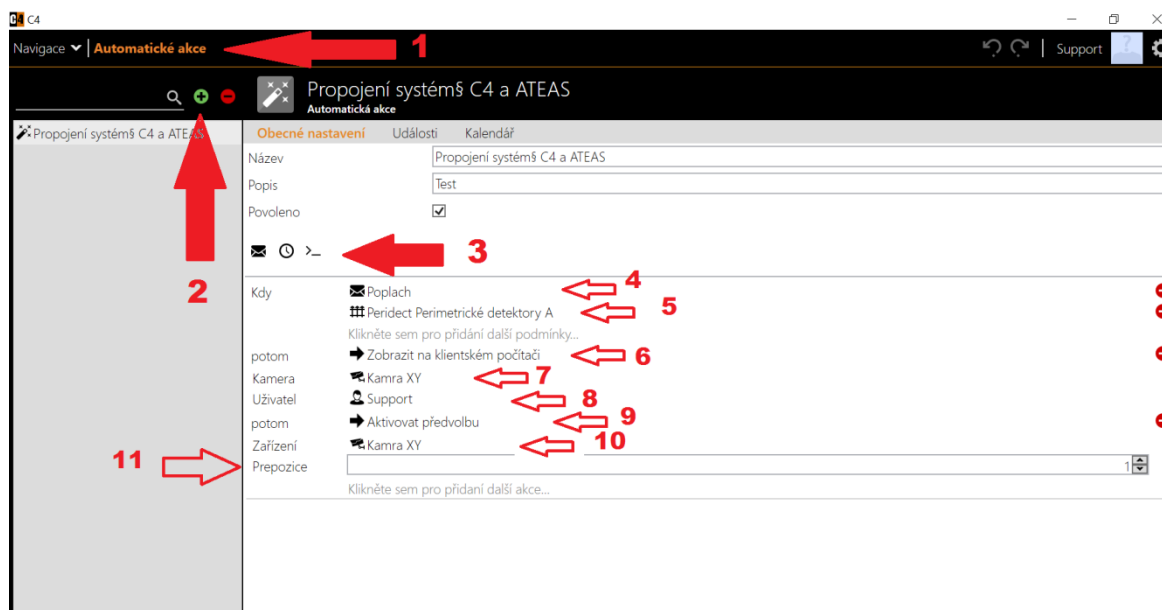 C4 C4
Navigace Automatické akce 1 Support
Propojení systém§ C4 a ATEAS
Automatická akce
Propojení systém§ C4 a ATEAS
Obecné nastavení Události Kalendář
Název Propojení systém§ C4 a ATEAS
Popis Test
Povoleno
3
2
Kdy Poplach 4
Peridect Perimetrické detektory A 5
Klikněte sem pro přidání další podmínky...
potom Zobrazit na klientském počítači 6
Kamera Kamra XY 7
Uživatel Support 8
potom Aktivovat předvolbu 9
Zařízení Kamra XY 10
11 Prepozice 1
Klikněte sem pro přidaní další akce...